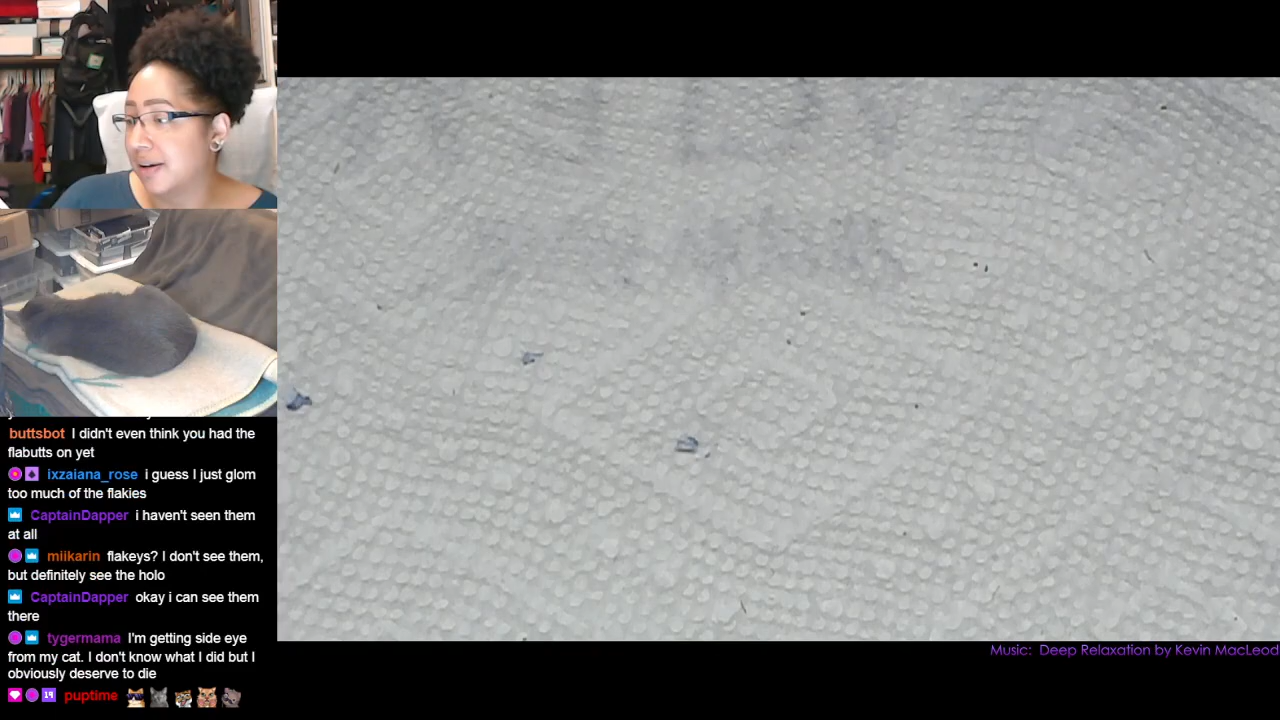 buttsbot I didn't even think you had the
flabutts on yet
ixzaiana_rose i guess I just glom
too much of the flakies
CaptainDapper i haven't seen them
at all
miikarin flakeys? I don't see them,
but definitely see the holo
CaptainDapper okay i can see them
there
tygermama I'm getting side eye
from my cat. I don't know what I did but I
obviously deserve to die
19 puptime
Music: Deep Relaxation by Kevin MacLeod